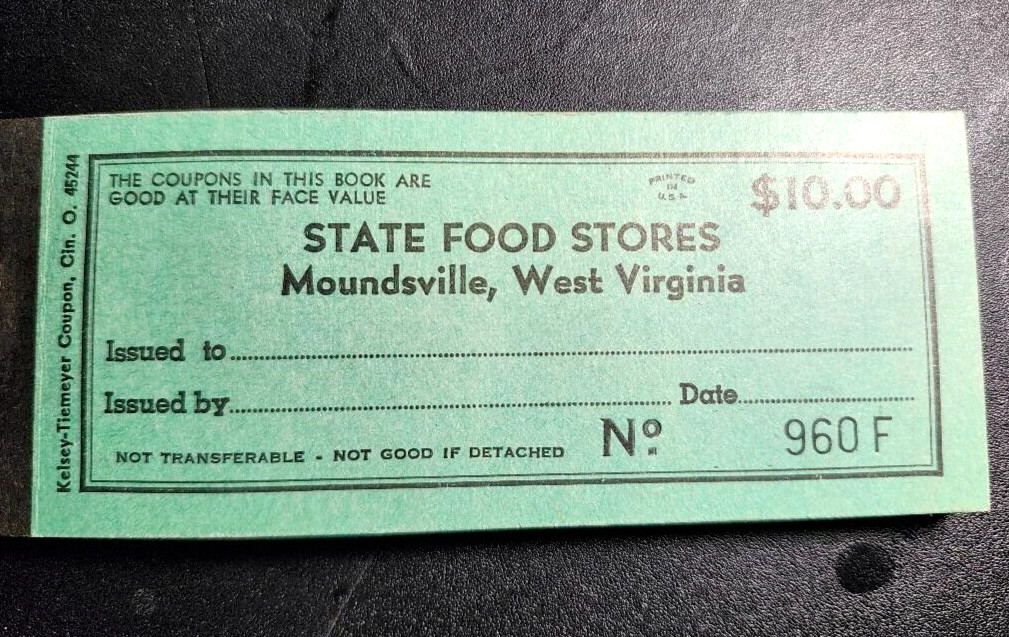 THE COUPONS IN THIS BOOK ARE
GOOD AT THEIR FACE VALUE
PRINTED
IN
U.S.A.
$10.00
STATE FOOD STORES
Moundsville, West Virginia
Issued to
Issued by
Date
NOT TRANSFERABLE - NOT GOOD IF DETACHED
Nº
960 F
Kelsey-Tiemeyer Coupon, Cin. O. 45244